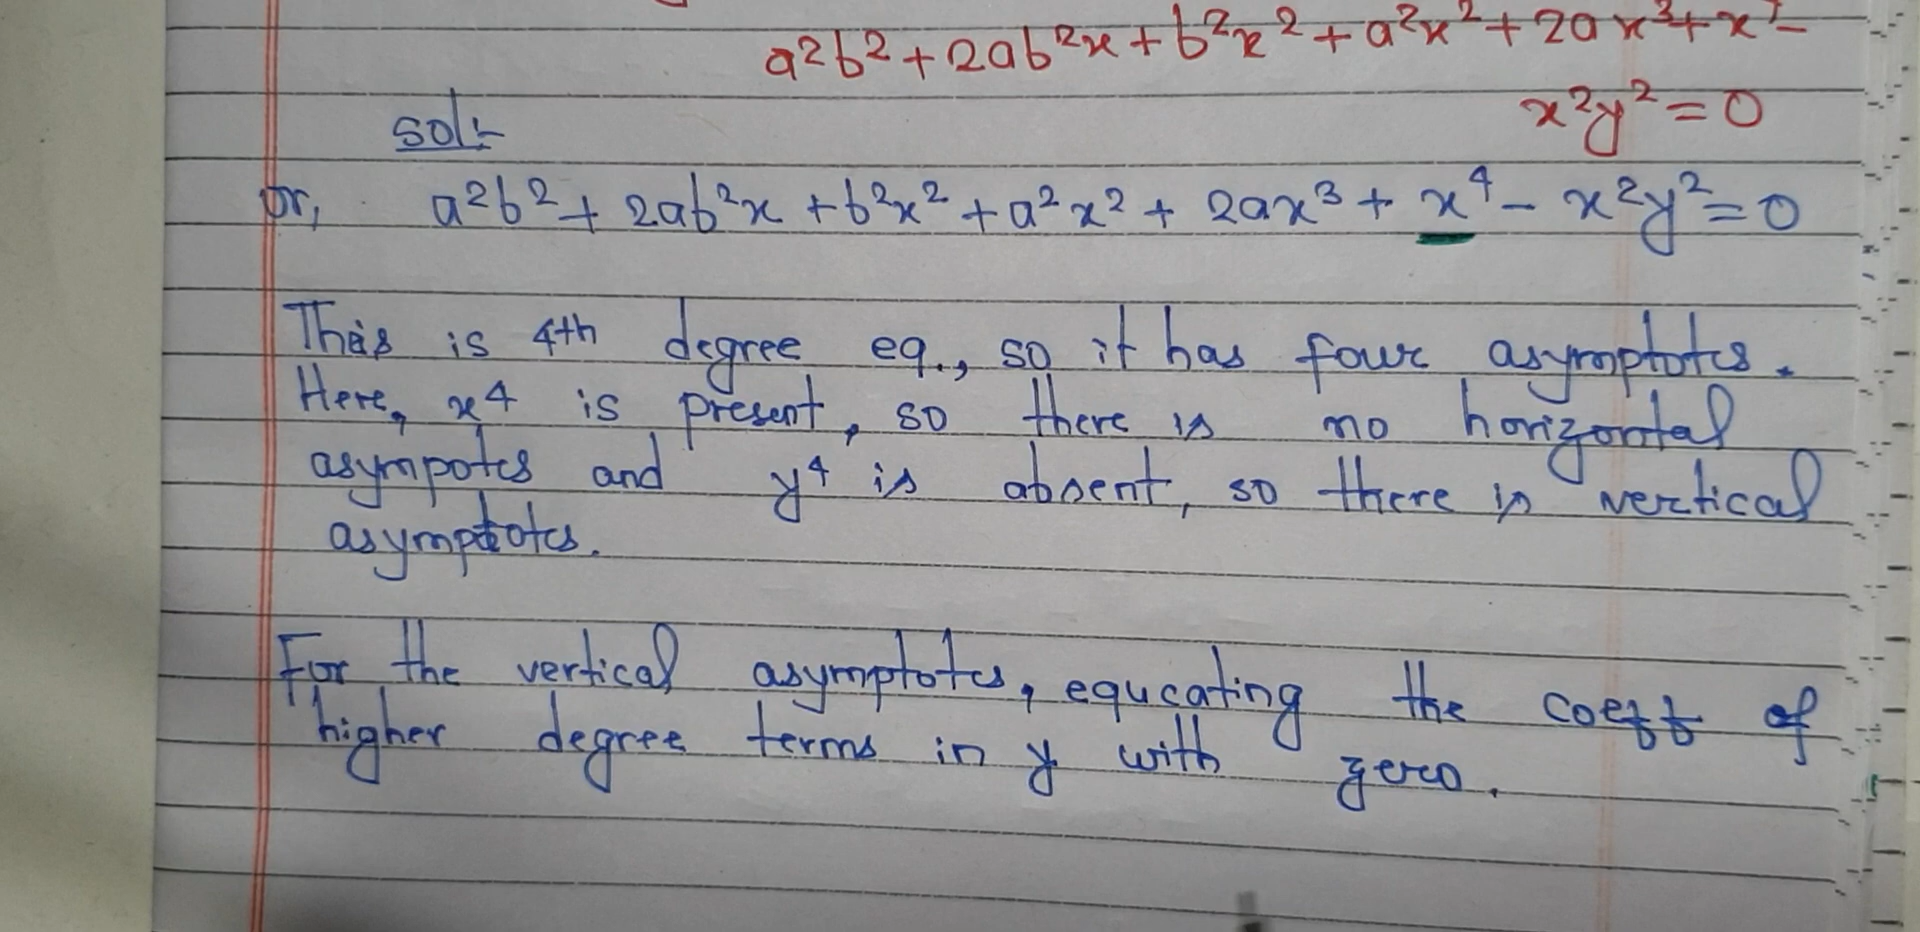 a²b² + 2ab²x + b²x² + a²x² + 2ax³ + x² -
x²y² = 0
sol:-
or, a²b² + 2ab²x + b²x² + a²x² + 2ax³ + x⁴ - x²y² = 0
This is 4th degree eq., so it has four asymptotes.
Here, x⁴ is present, so there is no horizontal
asympotes and y⁴ is absent, so there is vertical
asymptotes.
For the vertical asymptotes, equcating the coeff of
higher degree terms in y with zero.